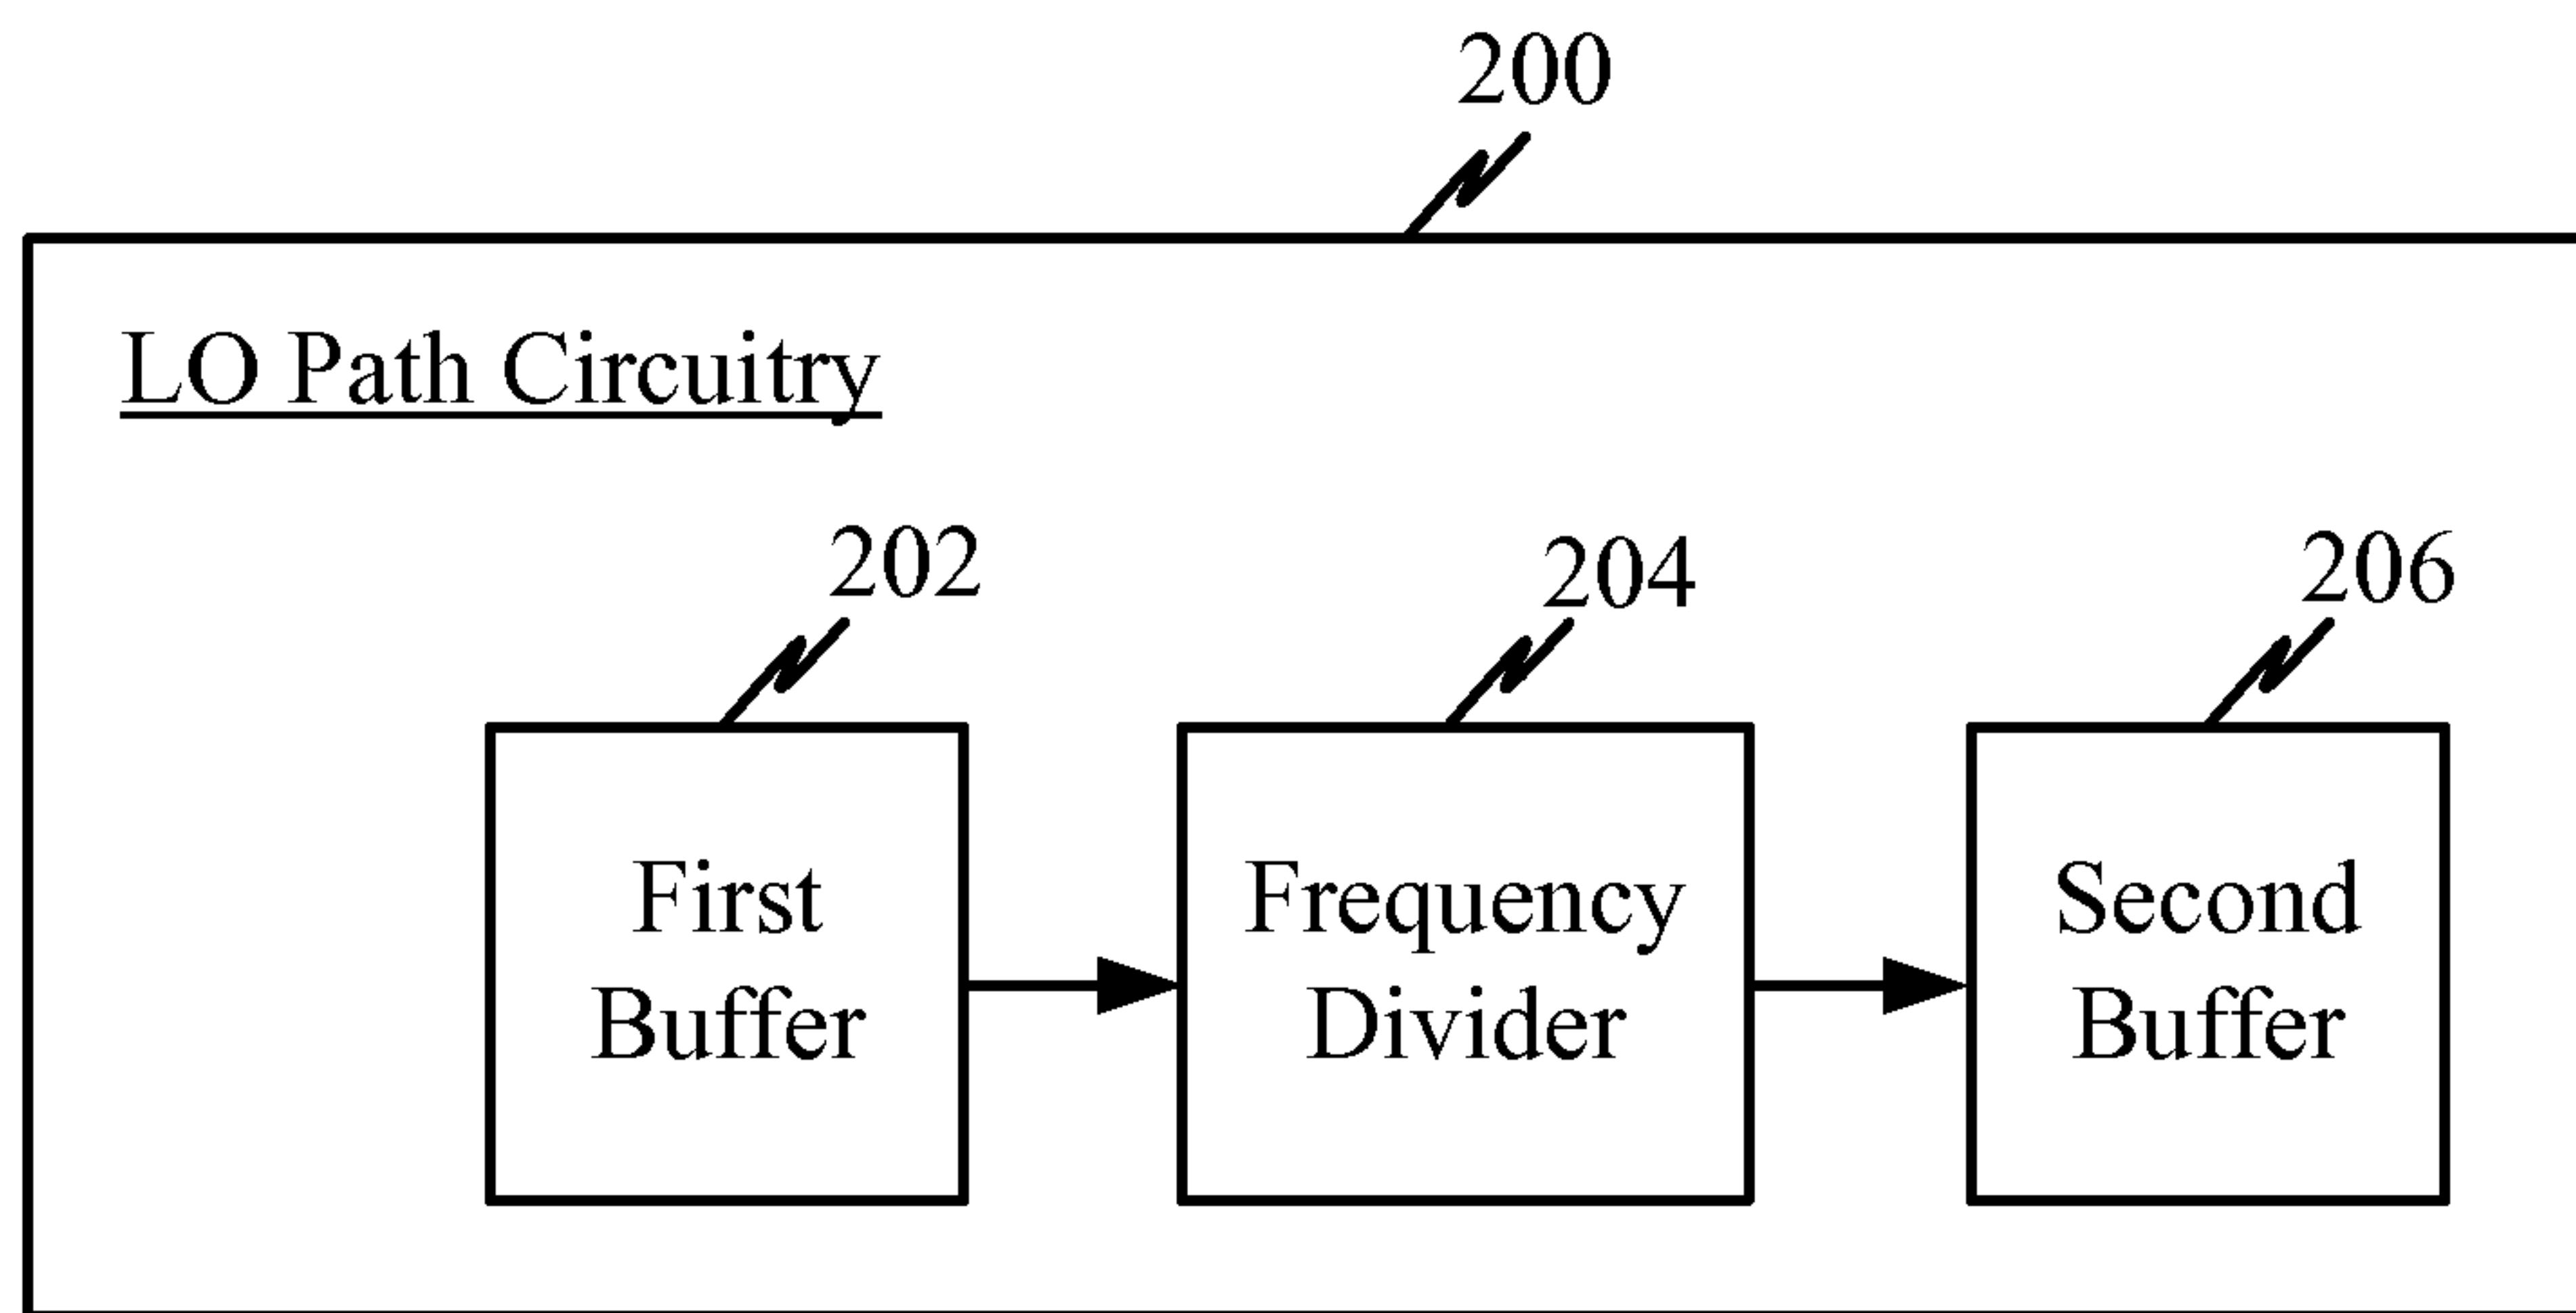 200
LO Path Circuitry
202
204
206
First
Buffer
Frequency
Divider
Second
Buffer